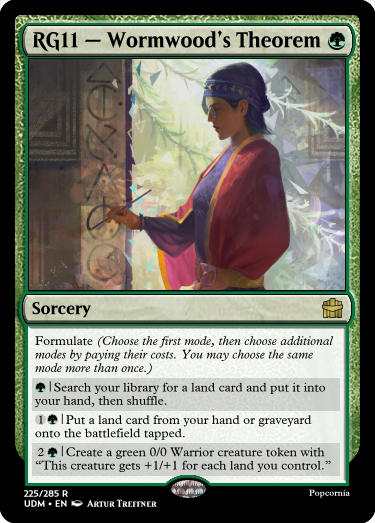 RG11 — Wormwood's Theorem
Sorcery
Formulate (Choose the first mode, then choose additional
modes by paying their costs. You may choose the same
mode more than once.)
Search your library for a land card and put it into
your hand, then shuffle.
1 | Put a land card from your hand or graveyard
onto the battlefield tapped.
2 | Create a green 0/0 Warrior creature token with
“This creature gets +1/+1 for each land you control.”
225/285 R
Popcornia
UDM • EN Artur Treffner